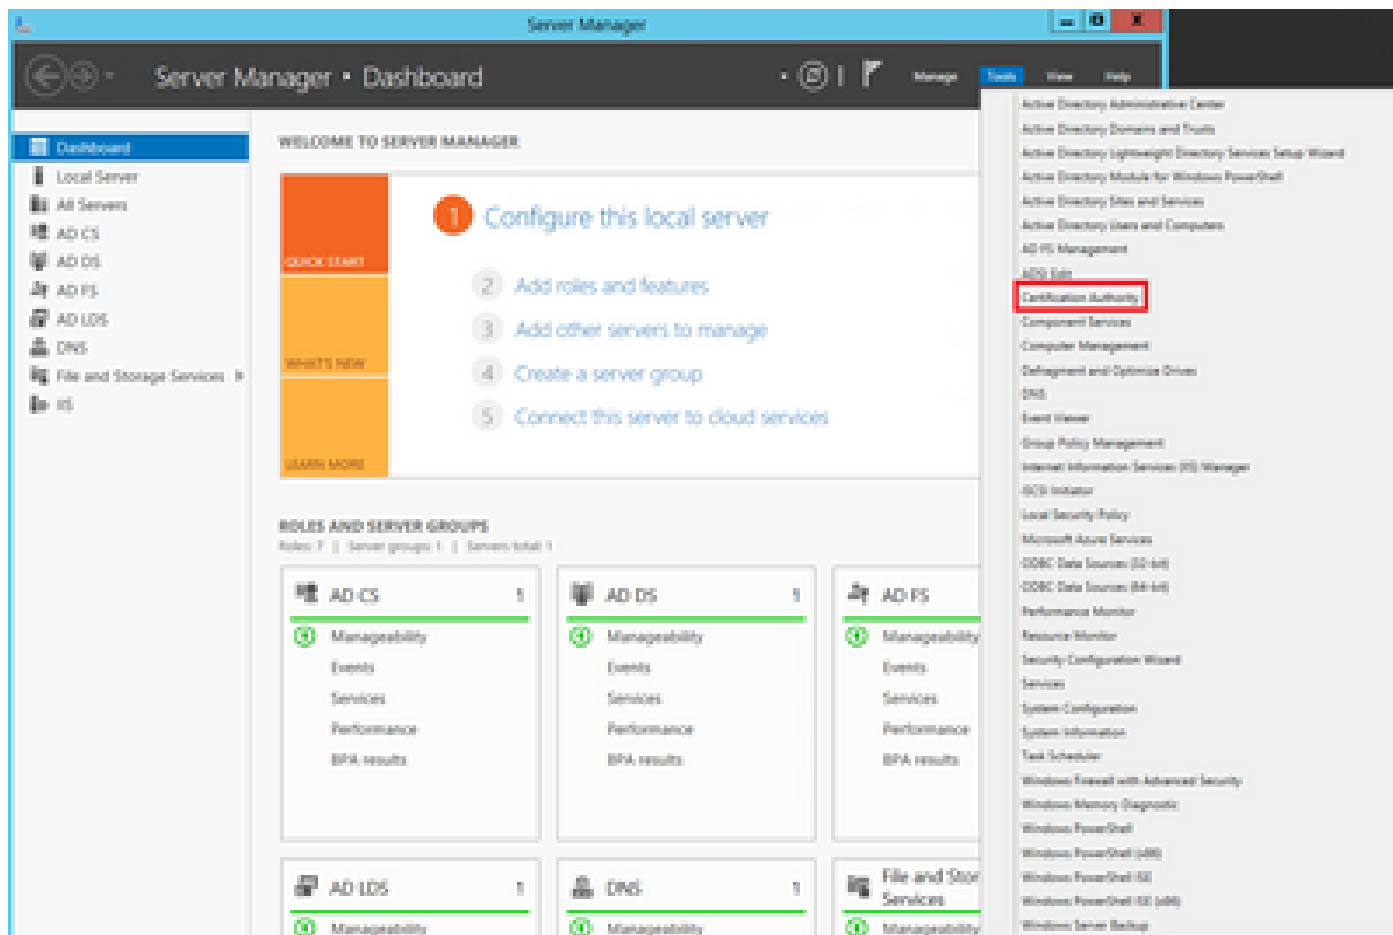 Server Manager
Server Manager • Dashboard
Manage
Tools
View
Help
Dashboard
Local Server
All Servers
AD CS
AD DS
AD FS
AD LDS
DNS
File and Storage Services
IIS
WELCOME TO SERVER MANAGER
QUICK START
WHAT'S NEW
LEARN MORE
1 Configure this local server
2 Add roles and features
3 Add other servers to manage
4 Create a server group
5 Connect this server to cloud services
ROLES AND SERVER GROUPS
Roles: 7 | Server groups: 1 | Servers total: 1
AD CS 1
Manageability
Events
Services
Performance
BPA results
AD DS 1
Manageability
Events
Services
Performance
BPA results
AD FS
Manageability
Events
Services
Performance
BPA results
AD LDS 1
Manageability
DNS 1
Manageability
File and Stor
Services
Manageability
Active Directory Administrative Center
Active Directory Domains and Trusts
Active Directory Lightweight Directory Services Setup Wizard
Active Directory Module for Windows PowerShell
Active Directory Sites and Services
Active Directory Users and Computers
AD FS Management
ADSI Edit
Certification Authority
Component Services
Computer Management
Defragment and Optimize Drives
DNS
Event Viewer
Group Policy Management
Internet Information Services (IIS) Manager
iSCSI Initiator
Local Security Policy
Microsoft Azure Services
ODBC Data Sources (32-bit)
ODBC Data Sources (64-bit)
Performance Monitor
Resource Monitor
Security Configuration Wizard
Services
System Configuration
System Information
Task Scheduler
Windows Firewall with Advanced Security
Windows Memory Diagnostic
Windows PowerShell
Windows PowerShell (x86)
Windows PowerShell ISE
Windows PowerShell ISE (x86)
Windows Server Backup